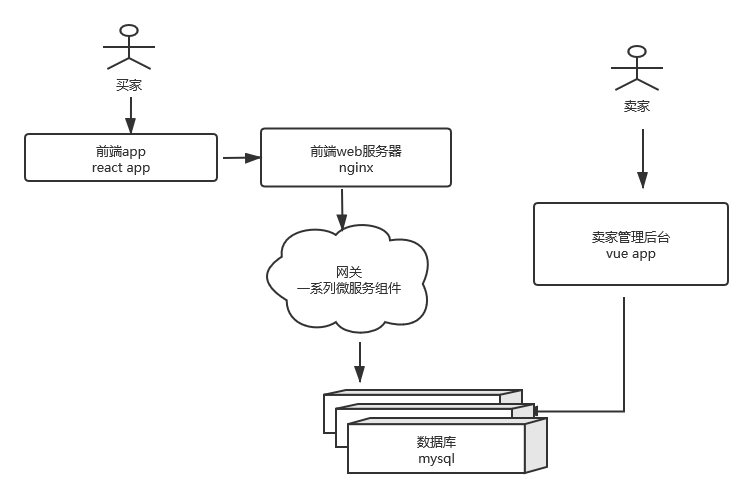 买家
卖家
前端app
react app
前端web服务器
nginx
卖家管理后台
vue app
网关
一系列微服务组件
数据库
mysql